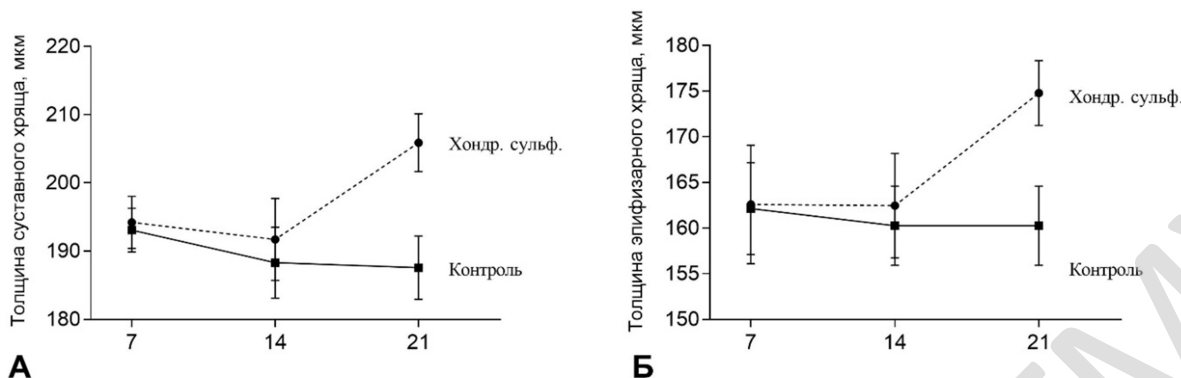 Толщина суставного хряща, мкм
220
210
200
190
180
7 14 21
Хондр. сульф.
Контроль
А
Толщина эпифизарного хряща, мкм
180
175
170
165
160
155
150
7 14 21
Хондр. сульф.
Контроль
Б